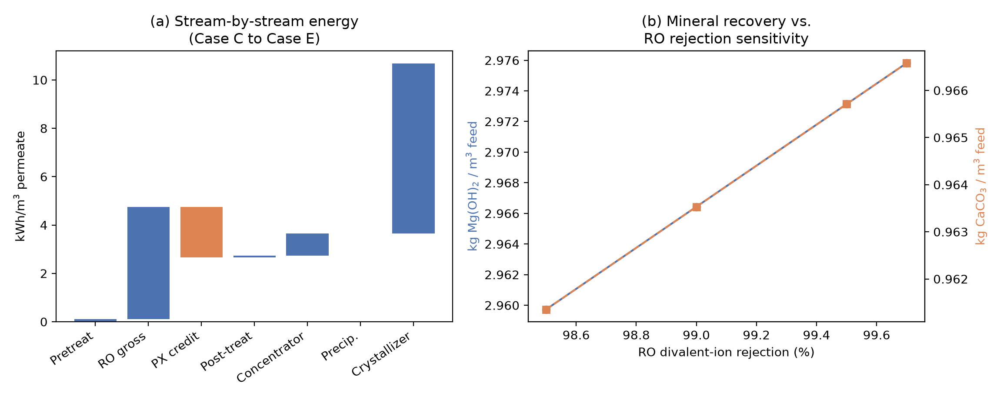 (a) Stream-by-stream energy
(Case C to Case E)
kWh/m³ permeate
10
8
6
4
2
0
Pretreat
RO gross
PX credit
Post-treat
Concentrator
Precip.
Crystallizer
(b) Mineral recovery vs.
RO rejection sensitivity
kg Mg(OH)₂ / m³ feed
2.976
2.974
2.972
2.970
2.968
2.966
2.964
2.962
2.960
98.6
98.8
99.0
99.2
99.4
99.6
RO divalent-ion rejection (%)
0.966
0.965
0.964
0.963
0.962
kg CaCO₃ / m³ feed